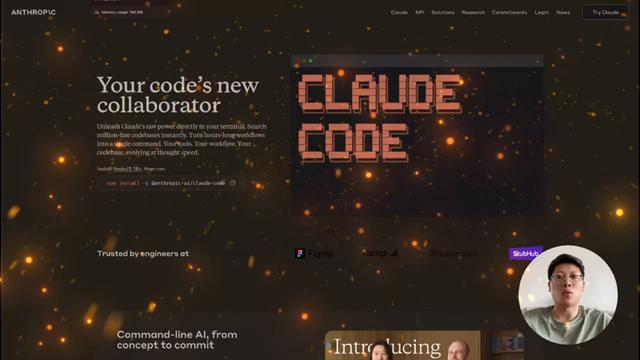 ANTHROP\C
Memory usage: 192 MB
Claude API Solutions Research Commitments Learn News
Try Claude
Your code's new
collaborator
Unleash Claude's raw power directly in your terminal. Search
million-line codebases instantly. Turn hours-long workflows
into a single command. Your tools. Your workflow. Your
codebase, evolving at thought speed.
Install NodeJS 18+, then run:
npm install -g @anthropic-ai/claude-code
CLAUDE
CODE
Trusted by engineers at
Figma
ramp
Intercom
StubHub
Command-line AI, from
concept to commit
Introducing